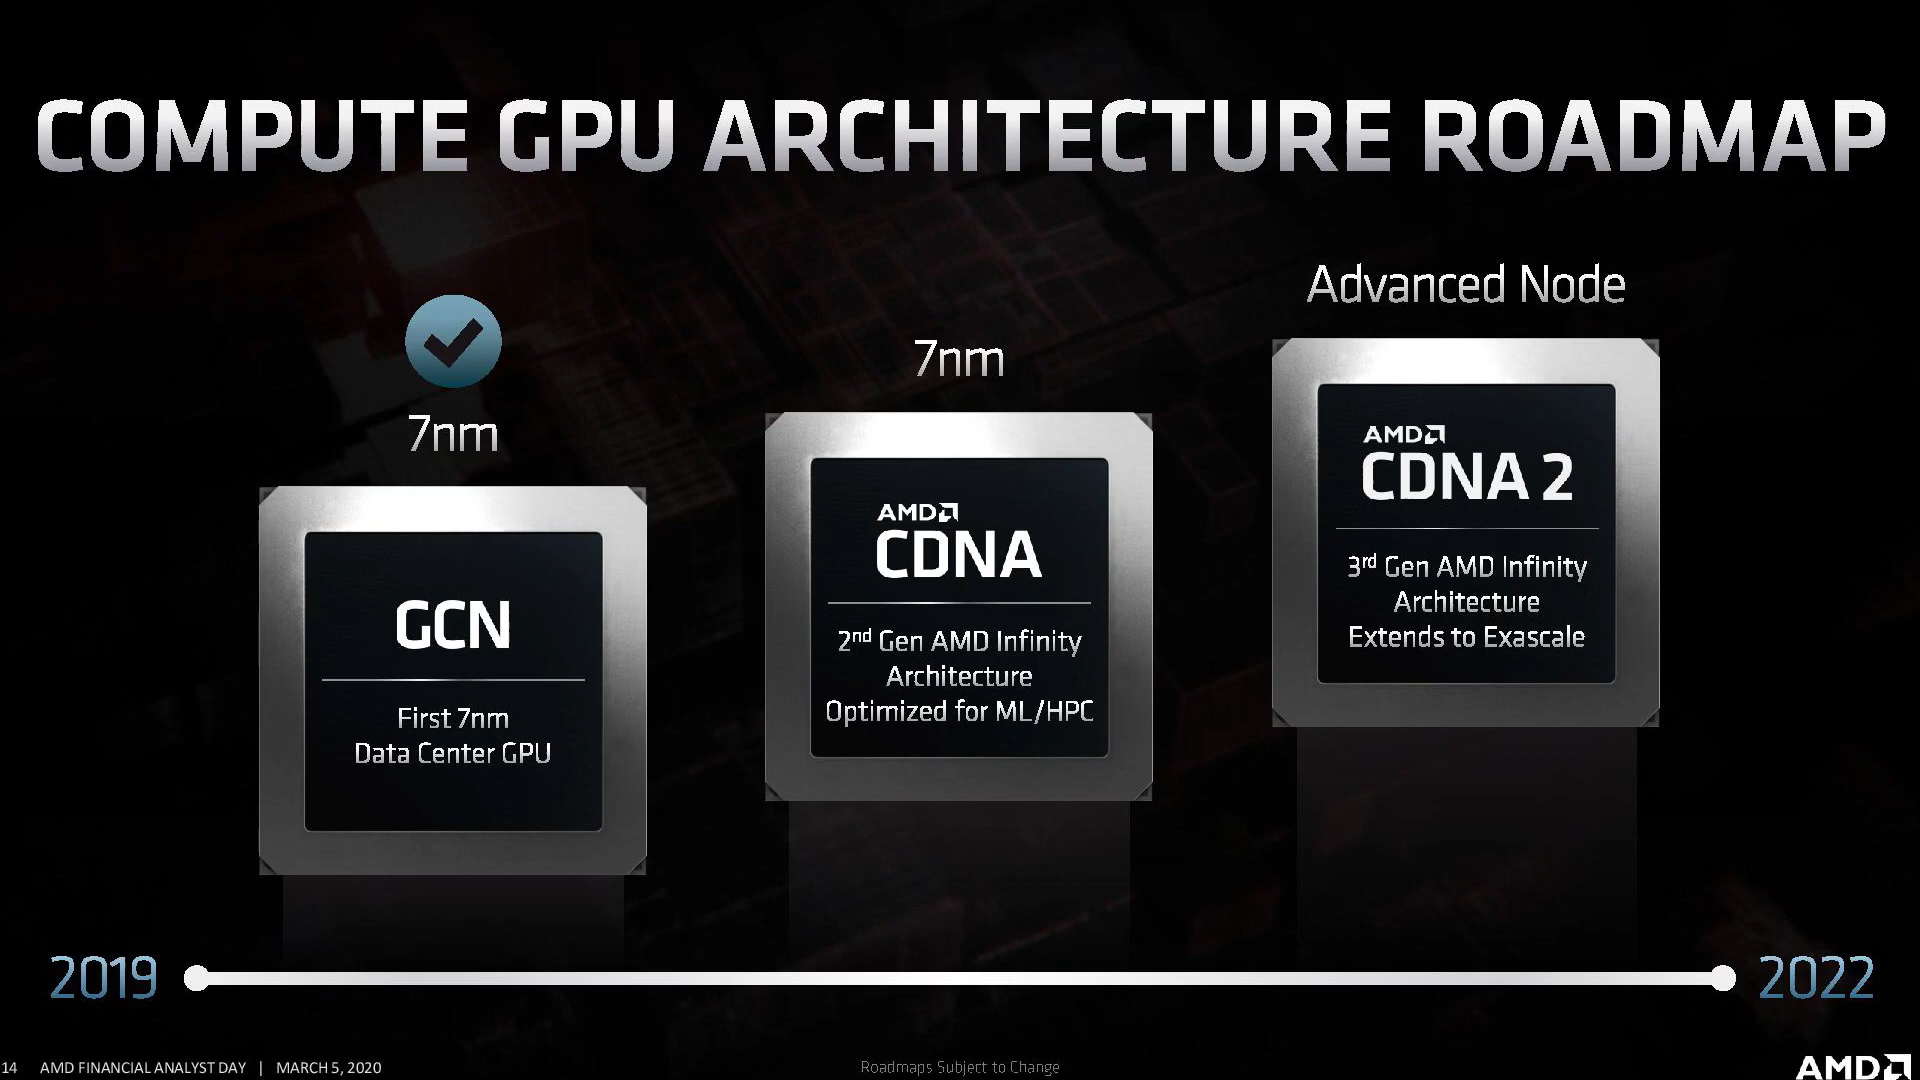 COMPUTE GPU ARCHITECTURE ROADMAP
7nm
GCN
First 7nm
Data Center GPU
7nm
AMD
CDNA
2nd Gen AMD Infinity
Architecture
Optimized for ML/HPC
Advanced Node
AMD
CDNA 2
3rd Gen AMD Infinity
Architecture
Extends to Exascale
2019
2022
14 AMD FINANCIAL ANALYST DAY | MARCH 5, 2020
Roadmaps Subject to Change
AMD